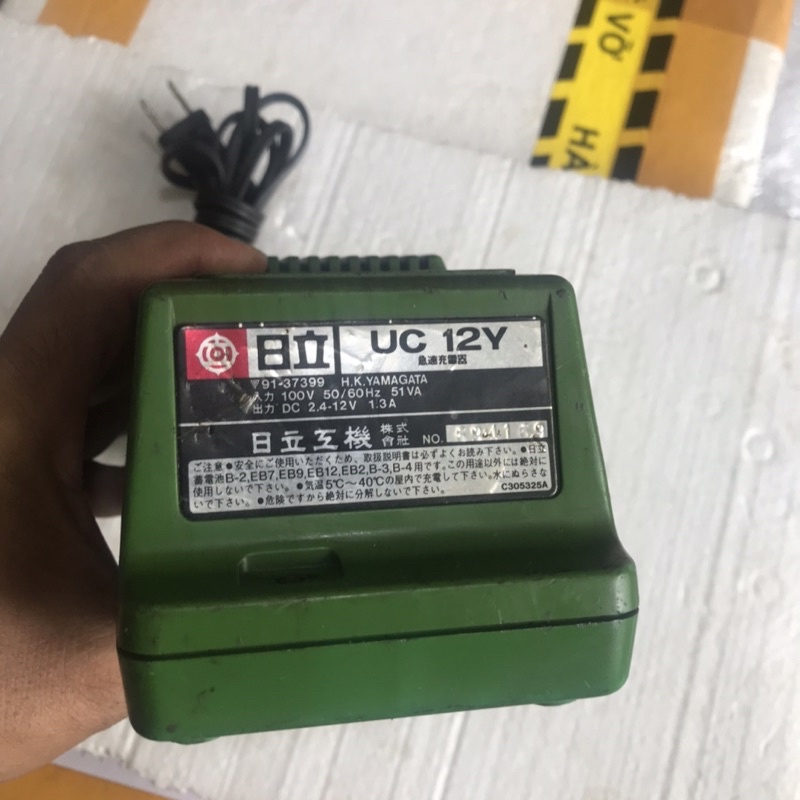 VỠ
HÀ
日立
UC 12Y
急速充電器
▽91-37399 H.K.YAMAGATA
入力 100V 50/60Hz 51VA
出力 DC 2.4-12V 1.3A
日立工機 株式会社 NO.
ご注意 ●安全にご使用いただくため、取扱説明書は必ずよくお読み下さい。●日立
蓄電池B-2,EB7,EB9,EB12,EB2,B-3,B-4用です。この用途以外には絶対に
使用しないで下さい。●気温5℃~40℃の屋内で充電して下さい。水にぬらさな
いで下さい。●危険ですから絶対に分解しないで下さい。
C305325A